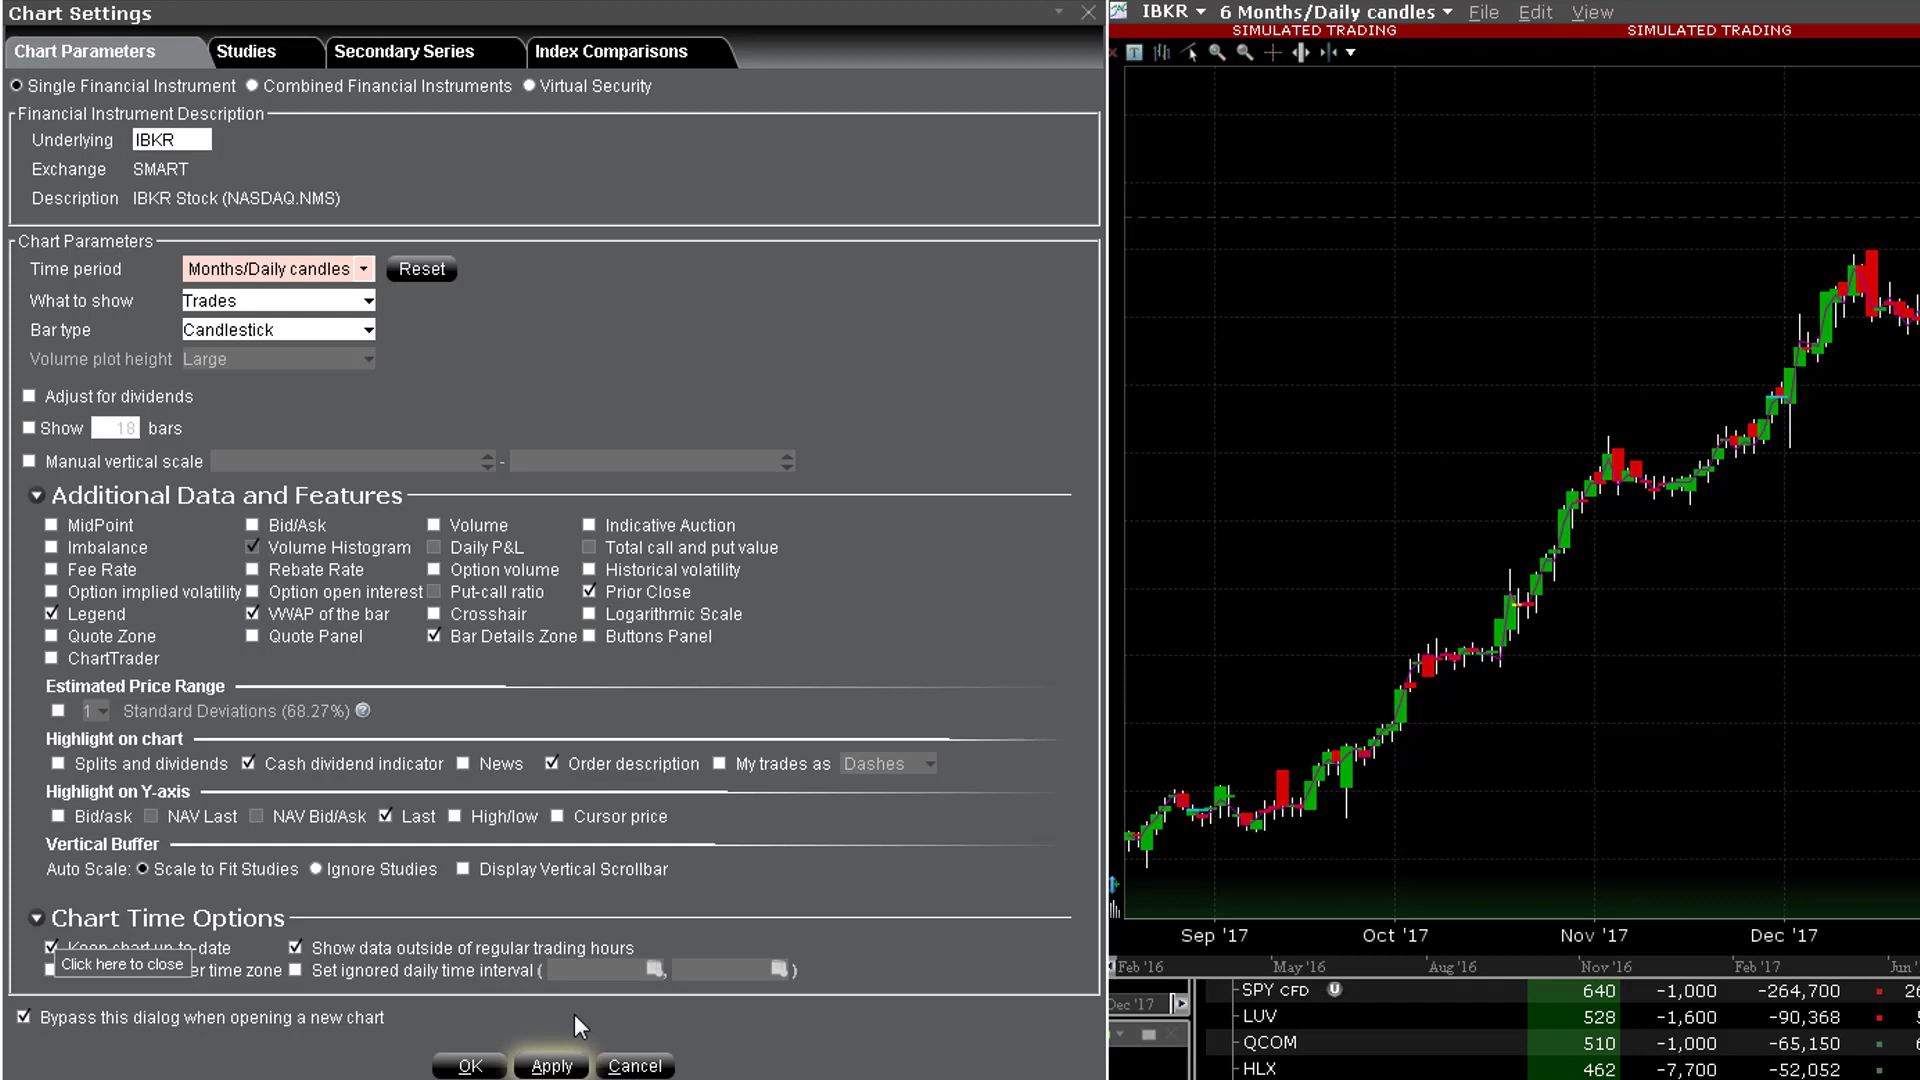 Chart Settings
Chart Parameters Studies Secondary Series Index Comparisons
Single Financial Instrument Combined Financial Instruments Virtual Security
Financial Instrument Description
Underlying IBKR
Exchange SMART
Description IBKR Stock (NASDAQ.NMS)
Chart Parameters
Time period Months/Daily candles Reset
What to show Trades
Bar type Candlestick
Volume plot height Large
Adjust for dividends
Show 18 bars
Manual vertical scale -
Additional Data and Features
MidPoint Bid/Ask Volume Indicative Auction
Imbalance Volume Histogram Daily P&L Total call and put value
Fee Rate Rebate Rate Option volume Historical volatility
Option implied volatility Option open interest Put-call ratio Prior Close
Legend VWAP of the bar Crosshair Logarithmic Scale
Quote Zone Quote Panel Bar Details Zone Buttons Panel
ChartTrader
Estimated Price Range
1 Standard Deviations (68.27%)
Highlight on chart
Splits and dividends Cash dividend indicator News Order description My trades as Dashes
Highlight on Y-axis
Bid/ask NAV Last NAV Bid/Ask Last High/low Cursor price
Vertical Buffer
Auto Scale: Scale to Fit Studies Ignore Studies Display Vertical Scrollbar
Chart Time Options
Keep chart up-to-date Show data outside of regular trading hours
Click here to close
time zone Set ignored daily time interval ( , )
Bypass this dialog when opening a new chart
OK Apply Cancel
IBKR 6 Months/Daily candles File Edit View
SIMULATED TRADING SIMULATED TRADING
Sep '17 Oct '17 Nov '17 Dec '17
Feb '16 May '16 Aug '16 Nov '16 Feb '17 Jun
Dec '17
SPY CFD U 640 -1,000 -264,700
LUV 528 -1,600 -90,368
QCOM 510 -1,000 -65,150
HLX 462 -7,700 -52,052